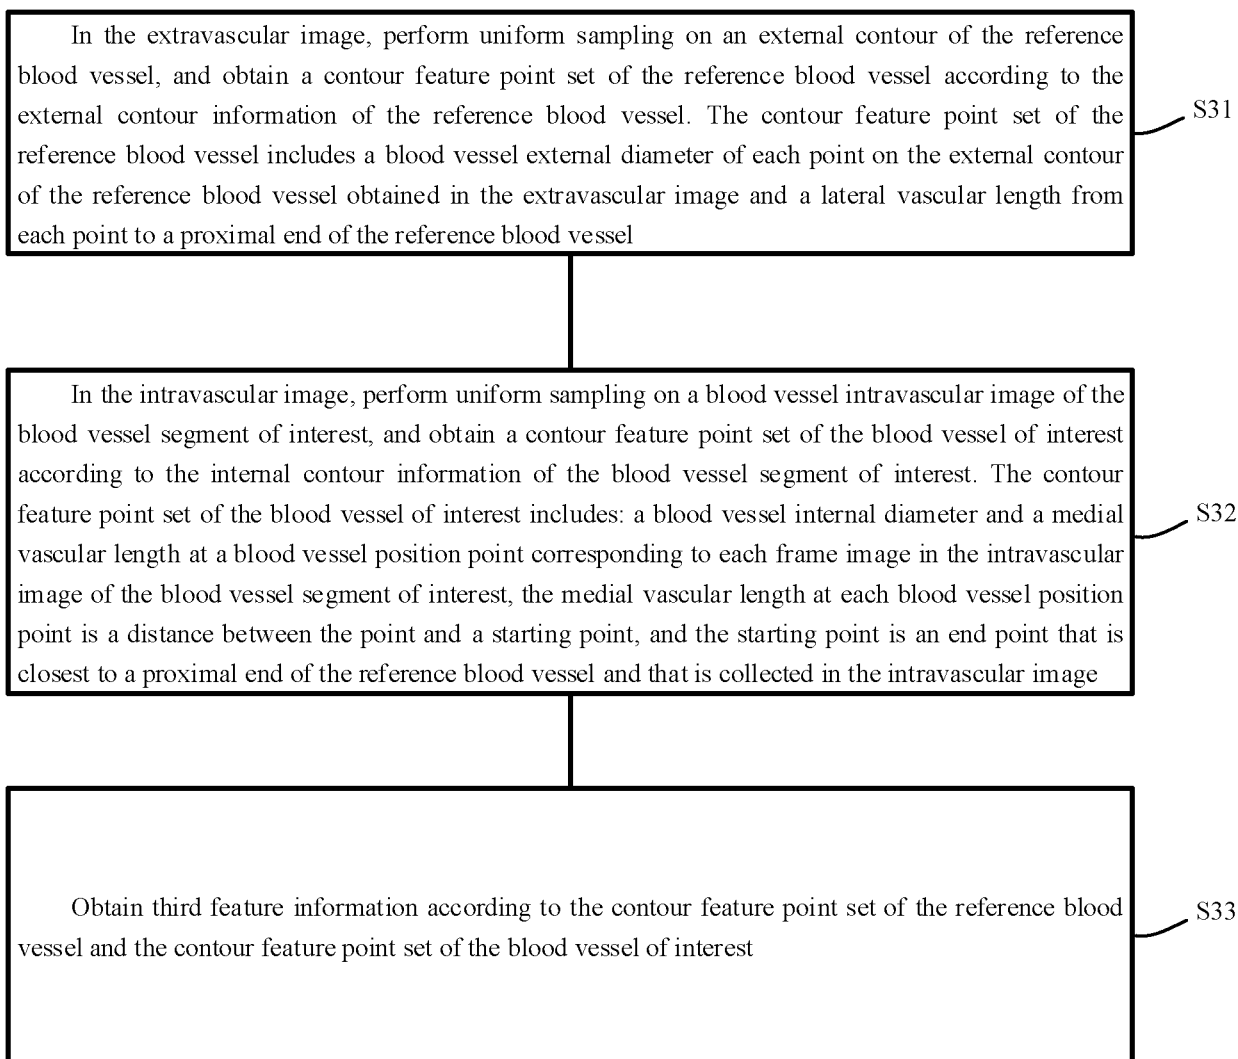 In the extravascular image, perform uniform sampling on an external contour of the reference
blood vessel, and obtain a contour feature point set of the reference blood vessel according to the
external contour information of the reference blood vessel. The contour feature point set of the
reference blood vessel includes a blood vessel external diameter of each point on the external contour
of the reference blood vessel obtained in the extravascular image and a lateral vascular length from
each point to a proximal end of the reference blood vessel
S31
In the intravascular image, perform uniform sampling on a blood vessel intravascular image of the
blood vessel segment of interest, and obtain a contour feature point set of the blood vessel of interest
according to the internal contour information of the blood vessel segment of interest. The contour
feature point set of the blood vessel of interest includes: a blood vessel internal diameter and a medial
vascular length at a blood vessel position point corresponding to each frame image in the intravascular
image of the blood vessel segment of interest, the medial vascular length at each blood vessel position
point is a distance between the point and a starting point, and the starting point is an end point that is
closest to a proximal end of the reference blood vessel and that is collected in the intravascular image
S32
Obtain third feature information according to the contour feature point set of the reference blood
vessel and the contour feature point set of the blood vessel of interest
S33